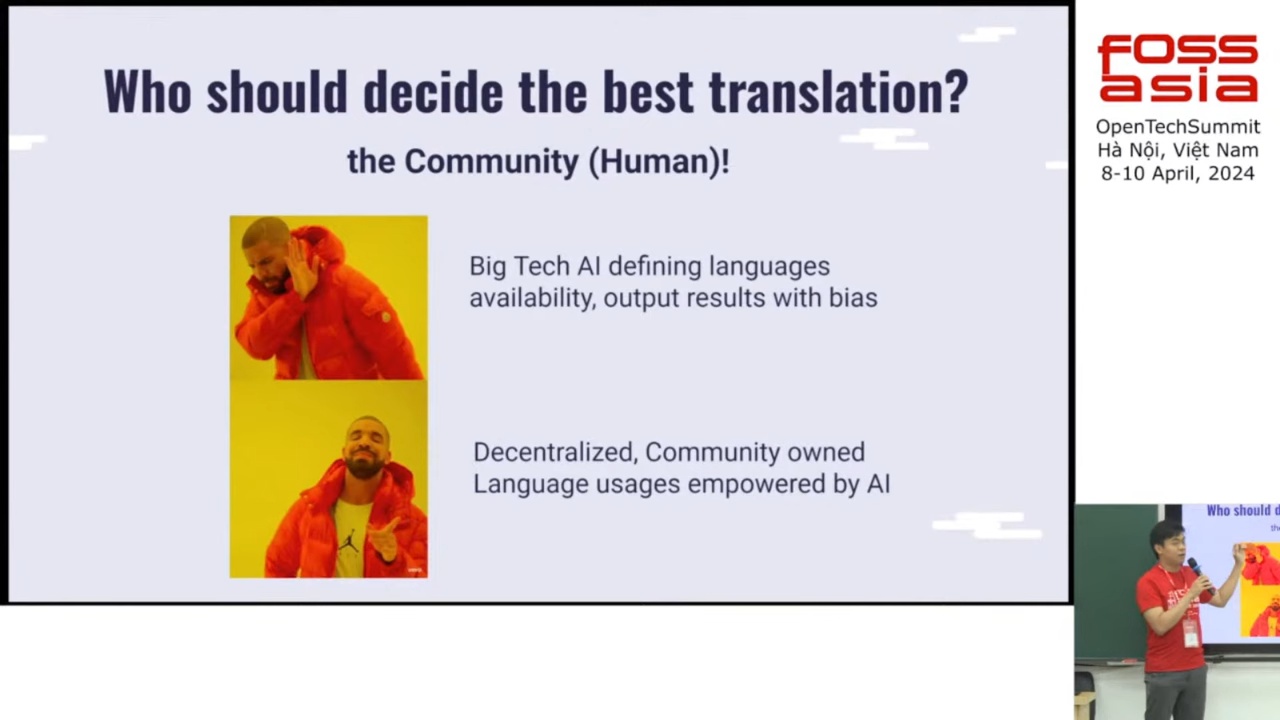 Who should decide the best translation?
the Community (Human)!
Big Tech AI defining languages
availability, output results with bias
Decentralized, Community owned
Language usages empowered by AI
foss
asia
OpenTechSummit
Hà Nội, Việt Nam
8-10 April, 2024
Who should d
the